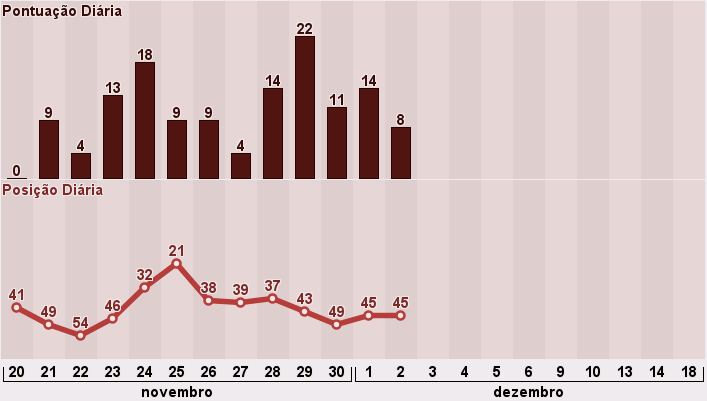 Pontuação Diária
0 9 4 13 18 9 9 4 14 22 11 14 8
Posição Diária
41 49 54 46 32 21 38 39 37 43 49 45 45
20 21 22 23 24 25 26 27 28 29 30 1 2 3 4 5 6 9 10 13 14 18
novembro dezembro